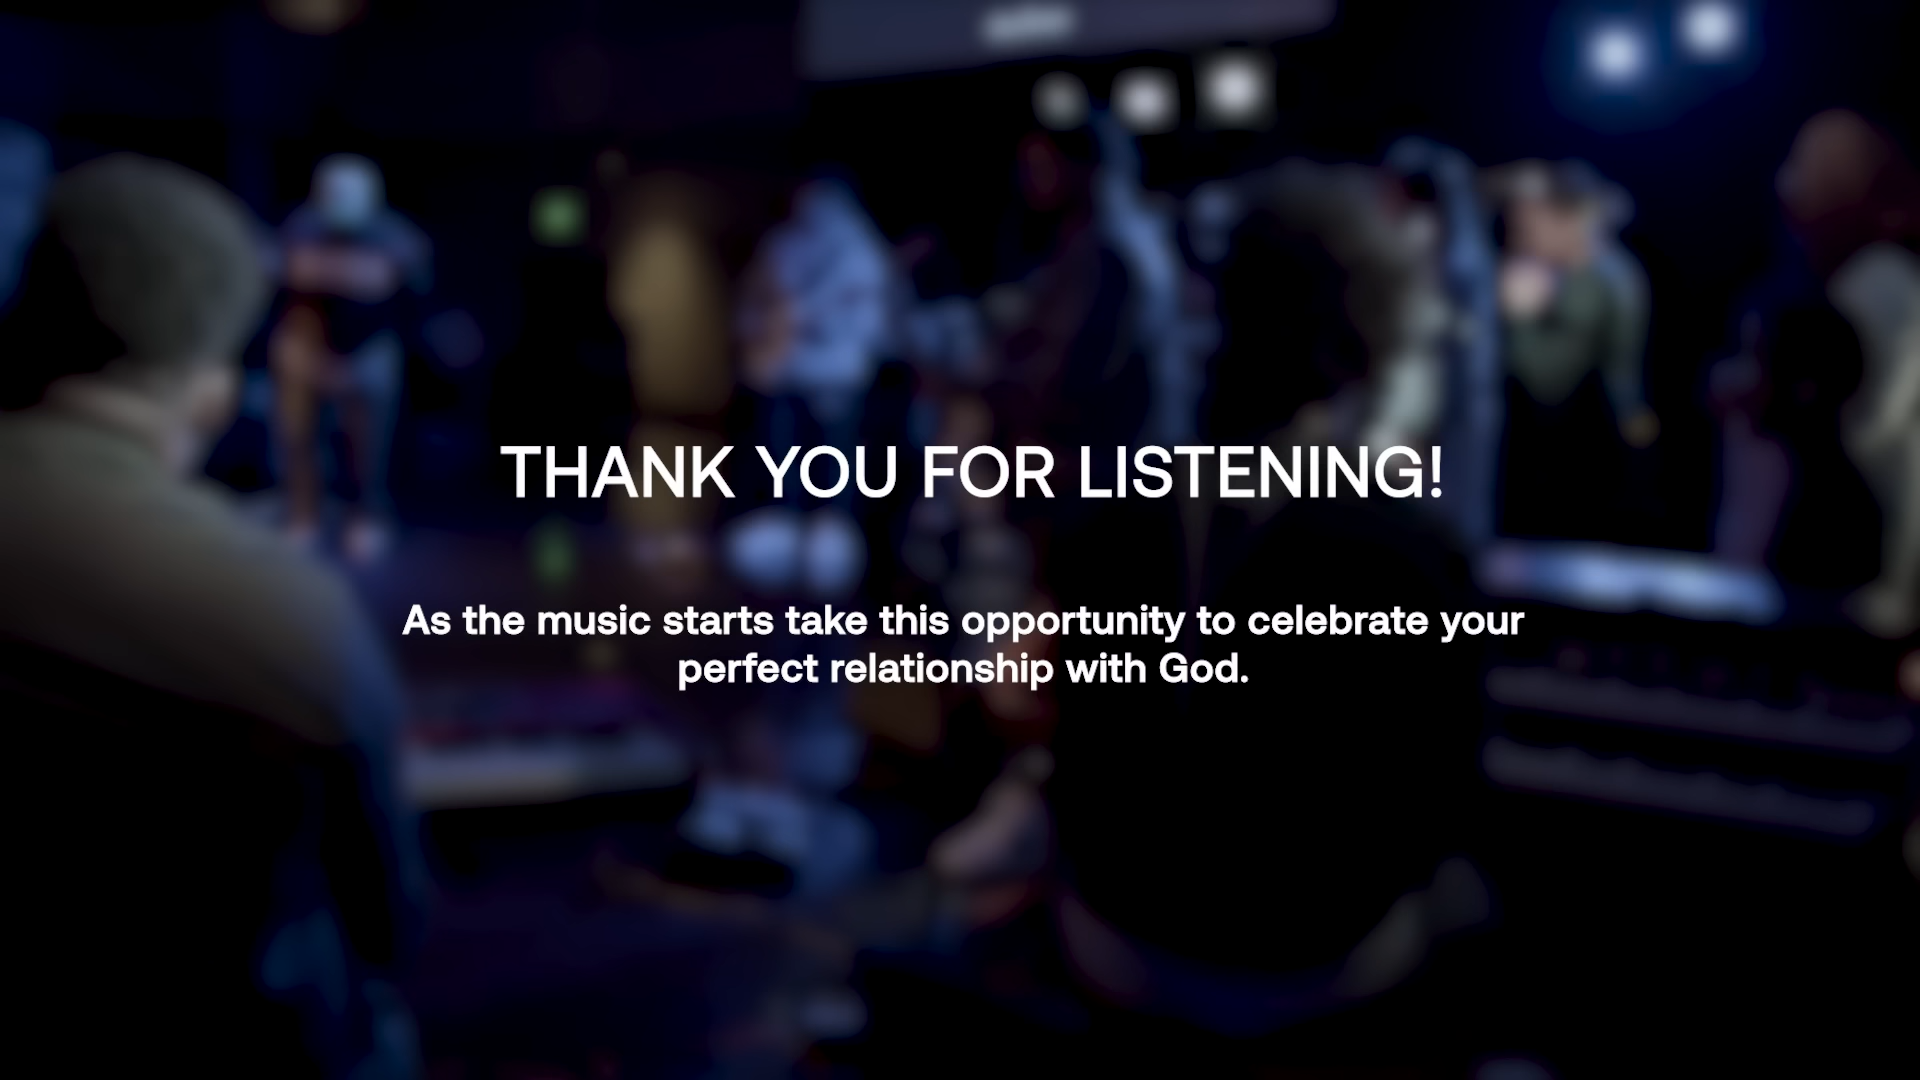 THANK YOU FOR LISTENING!
As the music starts take this opportunity to celebrate your
perfect relationship with God.